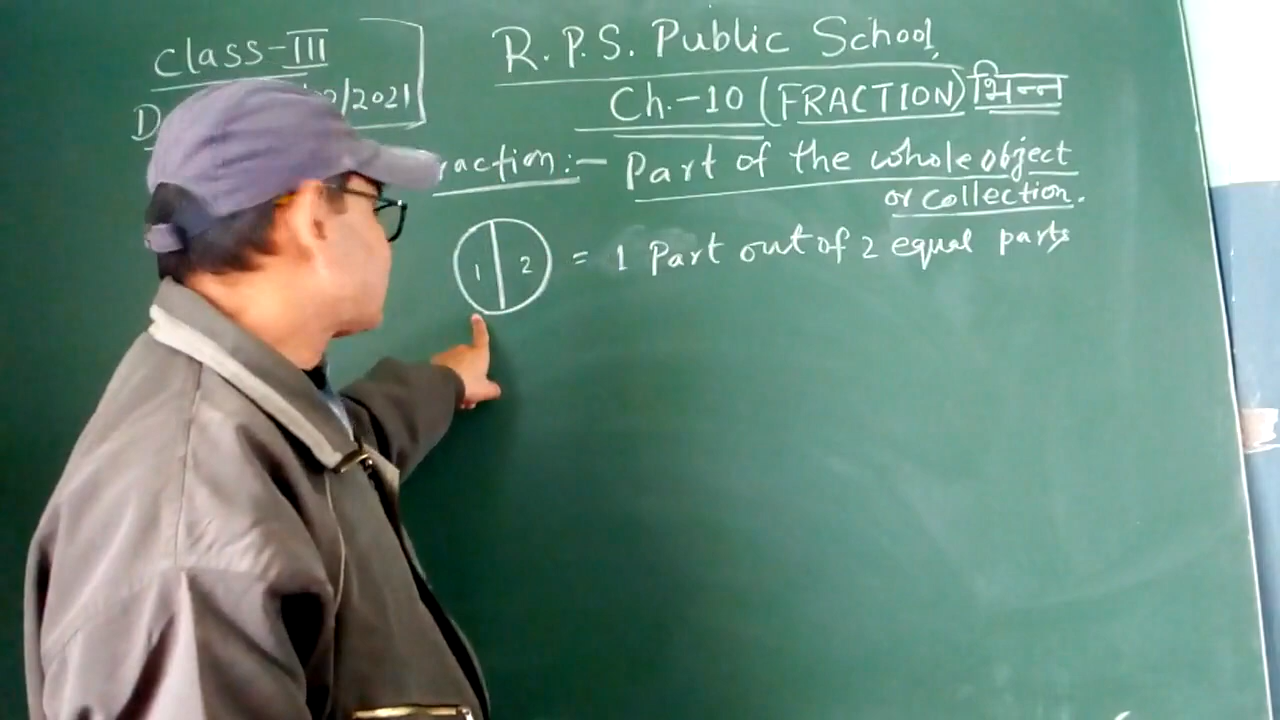 Class-III
R.P.S. Public School,
/2021
Ch.-10 (FRACTION) भिन्न
raction:- Part of the whole object
or collection.
1 2 = 1 Part out of 2 equal parts